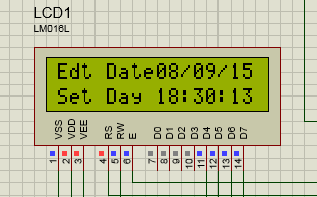 LCD1
LM016L
Edt Date08/09/15
Set Day 18:30:13
VSS VDD VEE RS RW E D0 D1 D2 D3 D4 D5 D6 D7
1 2 3 4 5 6 7 8 9 10 11 12 13 14